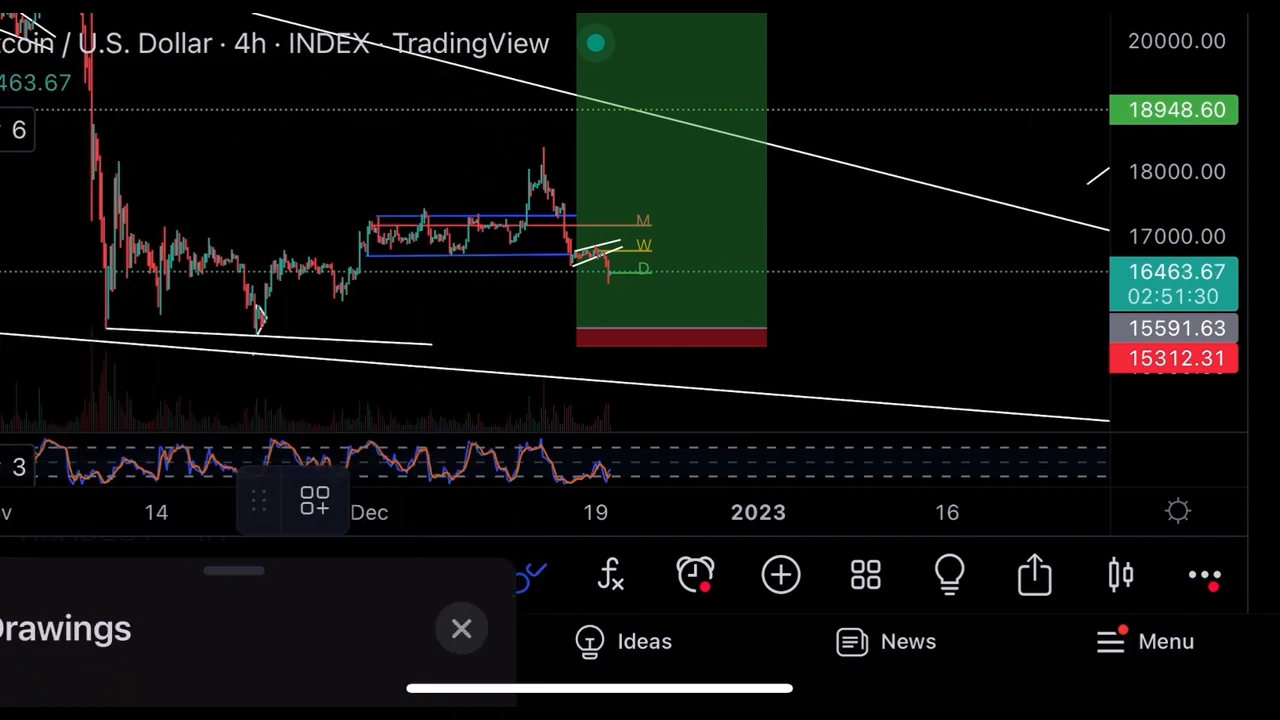 tcoin / U.S. Dollar · 4h · INDEX · TradingView
463.67
6
20000.00
18948.60
18000.00
17000.00
16463.67
02:51:30
15591.63
15312.31
M
W
D
3
14
Dec
19
2023
16
Drawings
Ideas
News
Menu